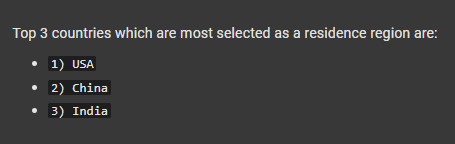 Top 3 countries which are most selected as a residence region are:
1) USA
2) China
3) India